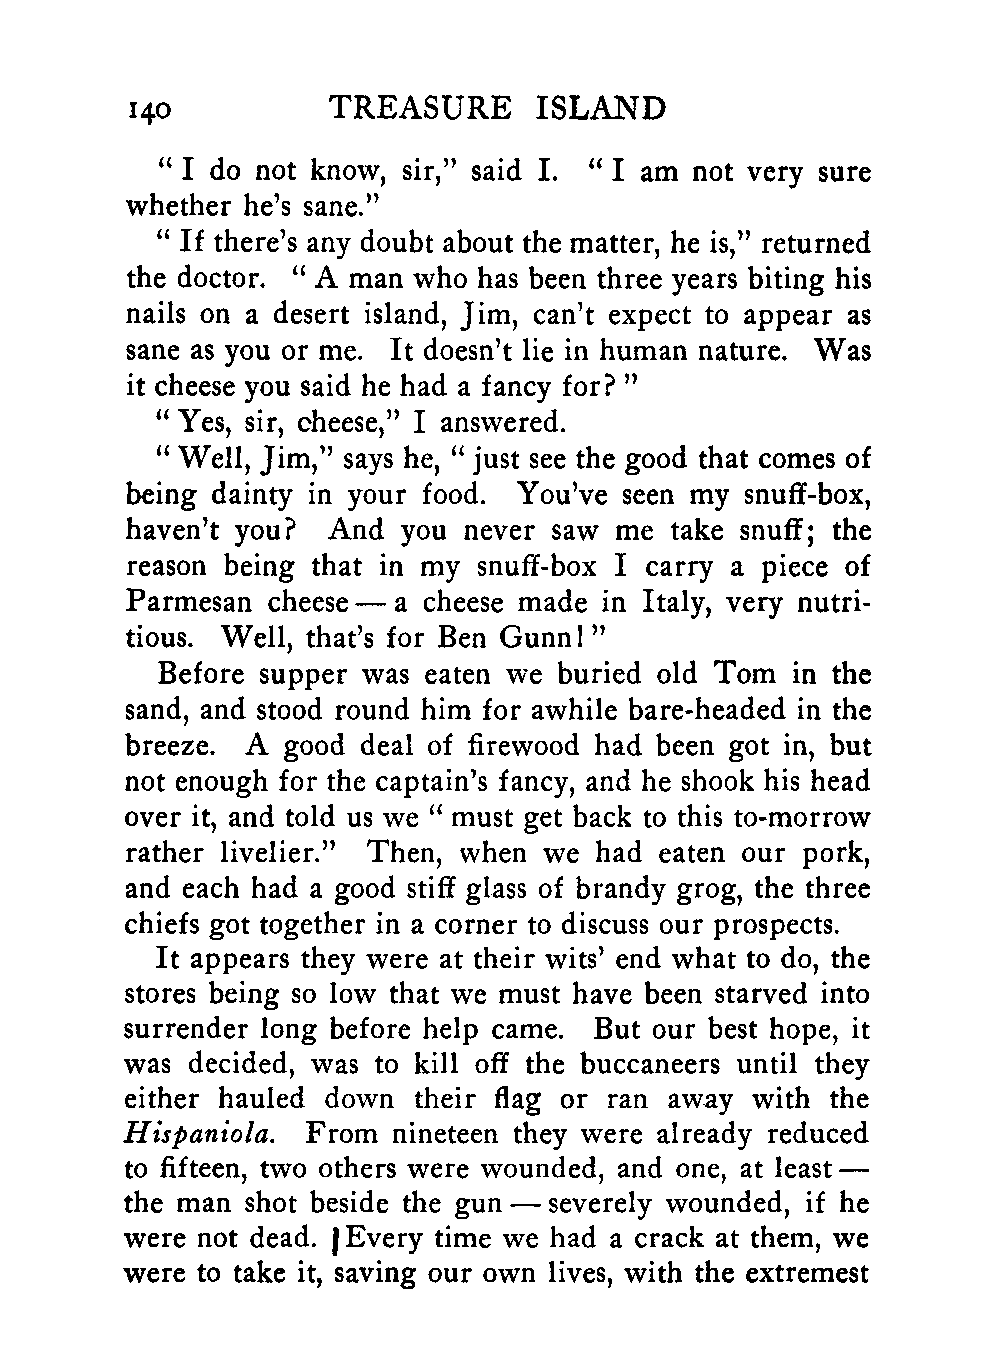 140 TREASURE ISLAND
“ I do not know, sir,” said I. “ I am not very sure
whether he's sane.”
“ If there's any doubt about the matter, he is,” returned
the doctor. “ A man who has been three years biting his
nails on a desert island, Jim, can't expect to appear as
sane as you or me. It doesn't lie in human nature. Was
it cheese you said he had a fancy for? ”
“ Yes, sir, cheese,” I answered.
“ Well, Jim,” says he, “ just see the good that comes of
being dainty in your food. You've seen my snuff-box,
haven't you? And you never saw me take snuff; the
reason being that in my snuff-box I carry a piece of
Parmesan cheese — a cheese made in Italy, very nutri-
tious. Well, that's for Ben Gunn! ”
Before supper was eaten we buried old Tom in the
sand, and stood round him for awhile bare-headed in the
breeze. A good deal of firewood had been got in, but
not enough for the captain's fancy, and he shook his head
over it, and told us we “ must get back to this to-morrow
rather livelier.” Then, when we had eaten our pork,
and each had a good stiff glass of brandy grog, the three
chiefs got together in a corner to discuss our prospects.
It appears they were at their wits' end what to do, the
stores being so low that we must have been starved into
surrender long before help came. But our best hope, it
was decided, was to kill off the buccaneers until they
either hauled down their flag or ran away with the
Hispaniola. From nineteen they were already reduced
to fifteen, two others were wounded, and one, at least —
the man shot beside the gun — severely wounded, if he
were not dead. Every time we had a crack at them, we
were to take it, saving our own lives, with the extremest